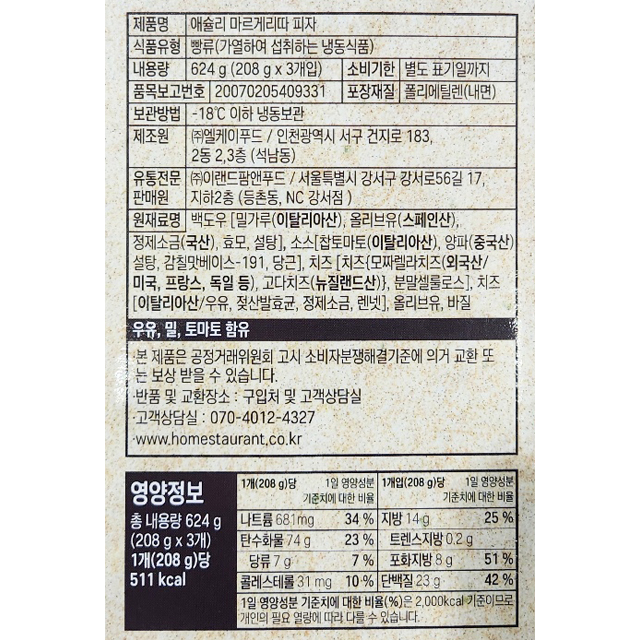 제품명 애슐리 마르게리따 피자
식품유형 빵류(가열하여 섭취하는 냉동식품)
내용량 624 g (208 g x 3개입) 소비기한 별도 표기일까지
품목보고번호 20070205409331 포장재질 폴리에틸렌(내면)
보관방법 -18℃ 이하 냉동보관
제조원 ㈜엘케이푸드 / 인천광역시 서구 건지로 183,
2동 2,3층 (석남동)
유통전문 ㈜이랜드팜앤푸드 / 서울특별시 강서구 강서로56길 17,
판매원 지하2층 (등촌동, NC 강서점 )
원재료명 백도우 [밀가루(이탈리아산), 올리브유(스페인산),
정제소금(국산), 효모, 설탕], 소스[찹토마토(이탈리아산), 양파(중국산)
설탕, 감칠맛베이스-191, 당근], 치즈 [치즈{모짜렐라치즈(외국산/
미국, 프랑스, 독일 등), 고다치즈(뉴질랜드산)}, 분말셀룰로스], 치즈
[이탈리아산/우유, 젖산발효균, 정제소금, 렌넷], 올리브유, 바질
우유, 밀, 토마토 함유
·본 제품은 공정거래위원회 고시 소비자분쟁해결기준에 의거 교환 또
는 보상 받을 수 있습니다.
·반품 및 교환장소 : 구입처 및 고객상담실
·고객상담실 : 070-4012-4327
·www.homestaurant.co.kr
영양정보
총 내용량 624 g
(208 g x 3개)
1개(208 g)당
511 kcal
1개(208 g)당 1일 영양성분 기준치에 대한 비율
나트륨 681mg 34 %
탄수화물 74 g 23 %
당류 7 g 7 %
콜레스테롤 31 mg 10 %
1개입(208 g)당 1일 영양성분 기준치에 대한 비율
지방 14 g 25 %
트렌스지방 0.2 g
포화지방 8 g 51 %
단백질 23 g 42 %
1일 영양성분 기준치에 대한 비율(%)은 2,000kcal 기준이므로
개인의 필요 열량에 따라 다를 수 있습니다.